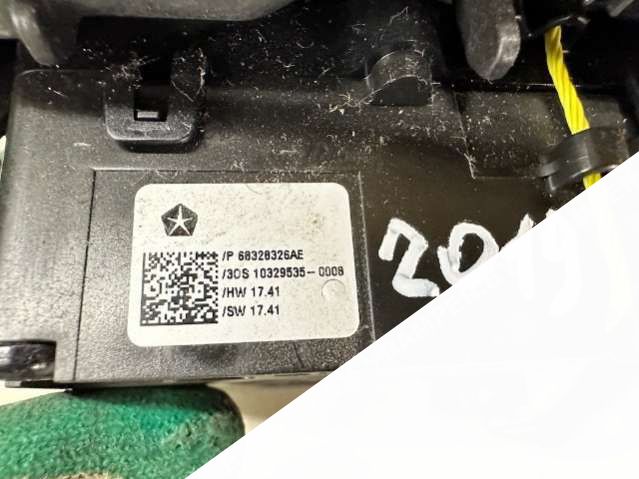 /P 68328326AE
/3OS 10329535-0008
/HW 17.41
/SW 17.41